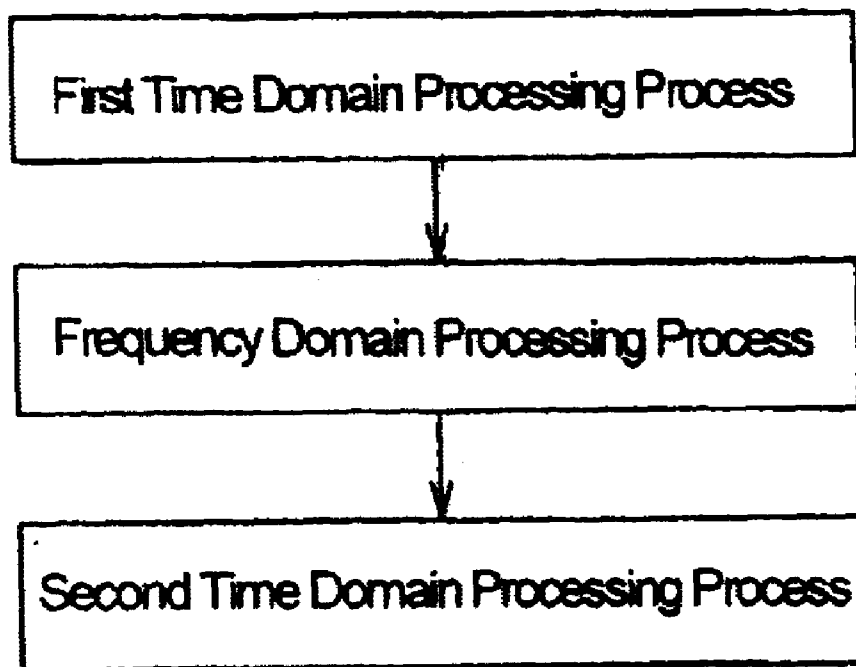 First Time Domain Processing Process
Frequency Domain Processing Process
Second Time Domain Processing Process